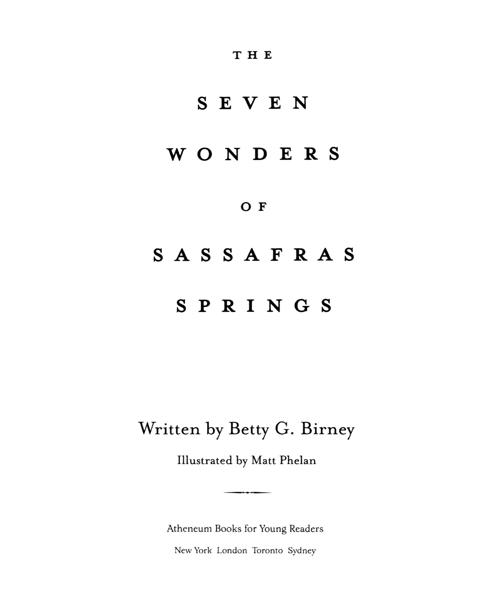 THE
SEVEN
WONDERS
OF
SASSAFRAS
SPRINGS
Written by Betty G. Birney
Illustrated by Matt Phelan
Atheneum Books for Young Readers
New York London Toronto Sydney